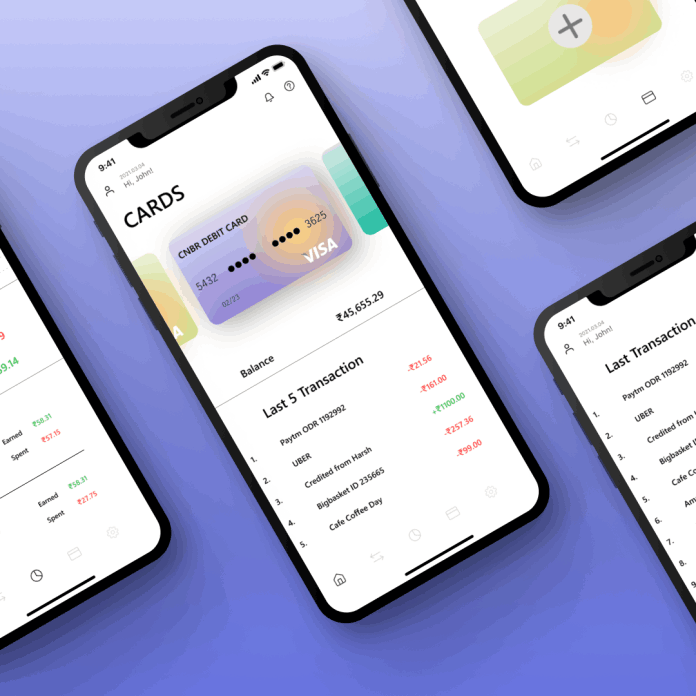 9:41
2021.03.04
Hi, John!
CARDS
CNBR DEBIT CARD
5432 •••• •••• 3625
02/23
VISA
A
Balance ₹45,655.29
Last 5 Transaction
1. Paytm ODR 1192992 -₹21.56
2. UBER -₹161.00
3. Credited from Harsh +₹1100.00
4. Bigbasket ID 235665 -₹257.36
5. Cafe Coffee Day -₹99.00
9
59.14
Earned ₹58.31
Spent ₹57.15
Earned ₹58.31
Spent ₹27.75
9:41
2021.03.04
Hi, John!
Last Transaction
1. Paytm ODR 1192992
2. UBER
3. Credited from H
4. Bigbasket I
5. Cafe Co
6. Am
7.
8.
9.